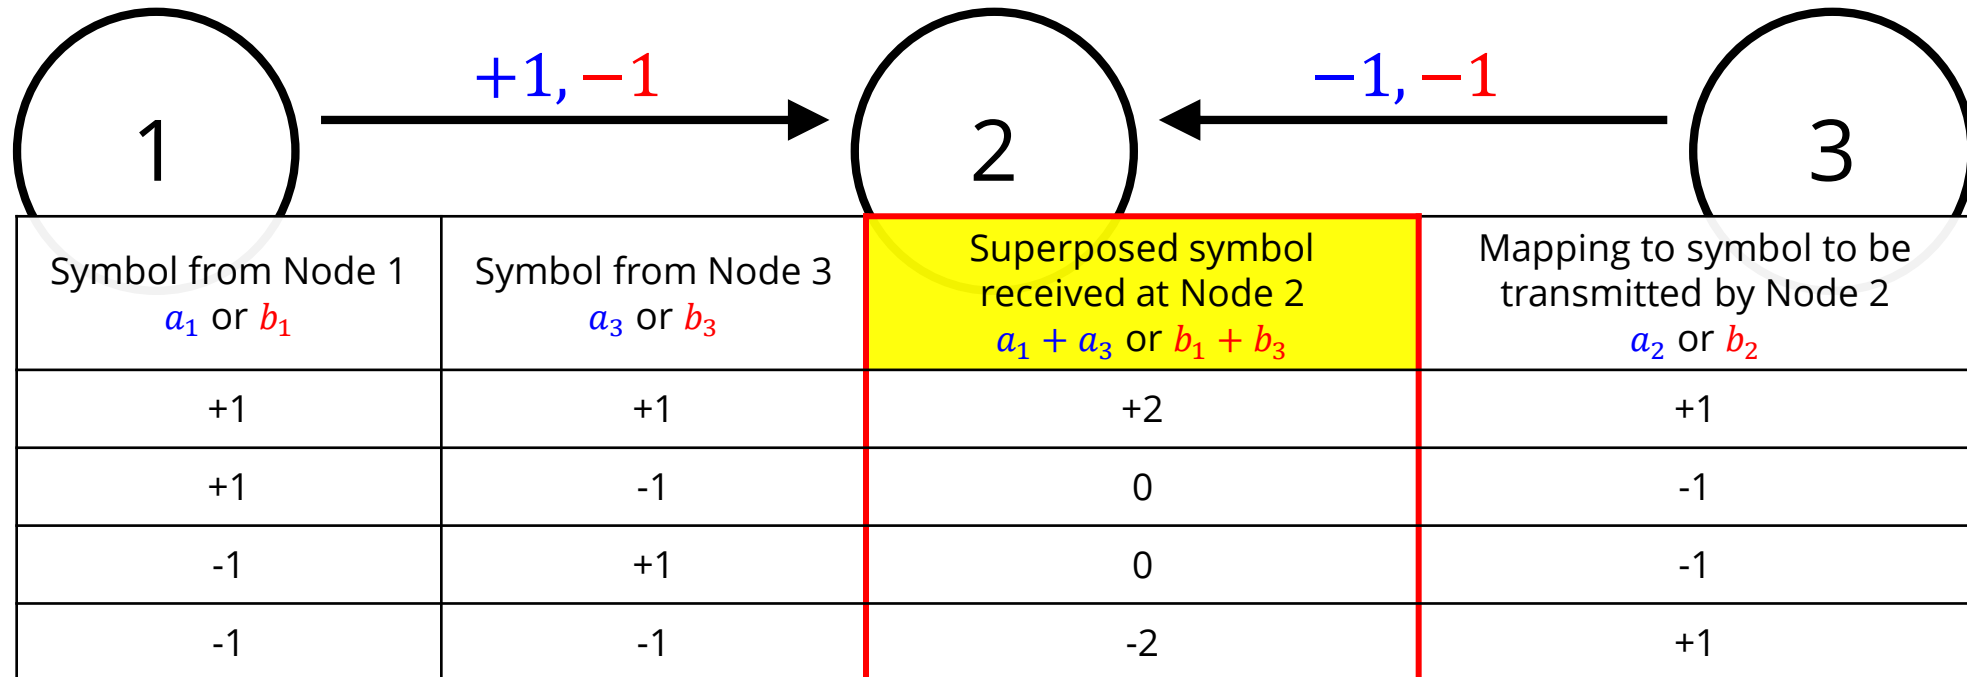 +1, −1
−1, −1
1
2
3
Symbol from Node 1
a₁ or b₁
Symbol from Node 3
a₃ or b₃
Superposed symbol
received at Node 2
a₁ + a₃ or b₁ + b₃
Mapping to symbol to be
transmitted by Node 2
a₂ or b₂
+1
+1
+2
+1
+1
-1
0
-1
-1
+1
0
-1
-1
-1
-2
+1